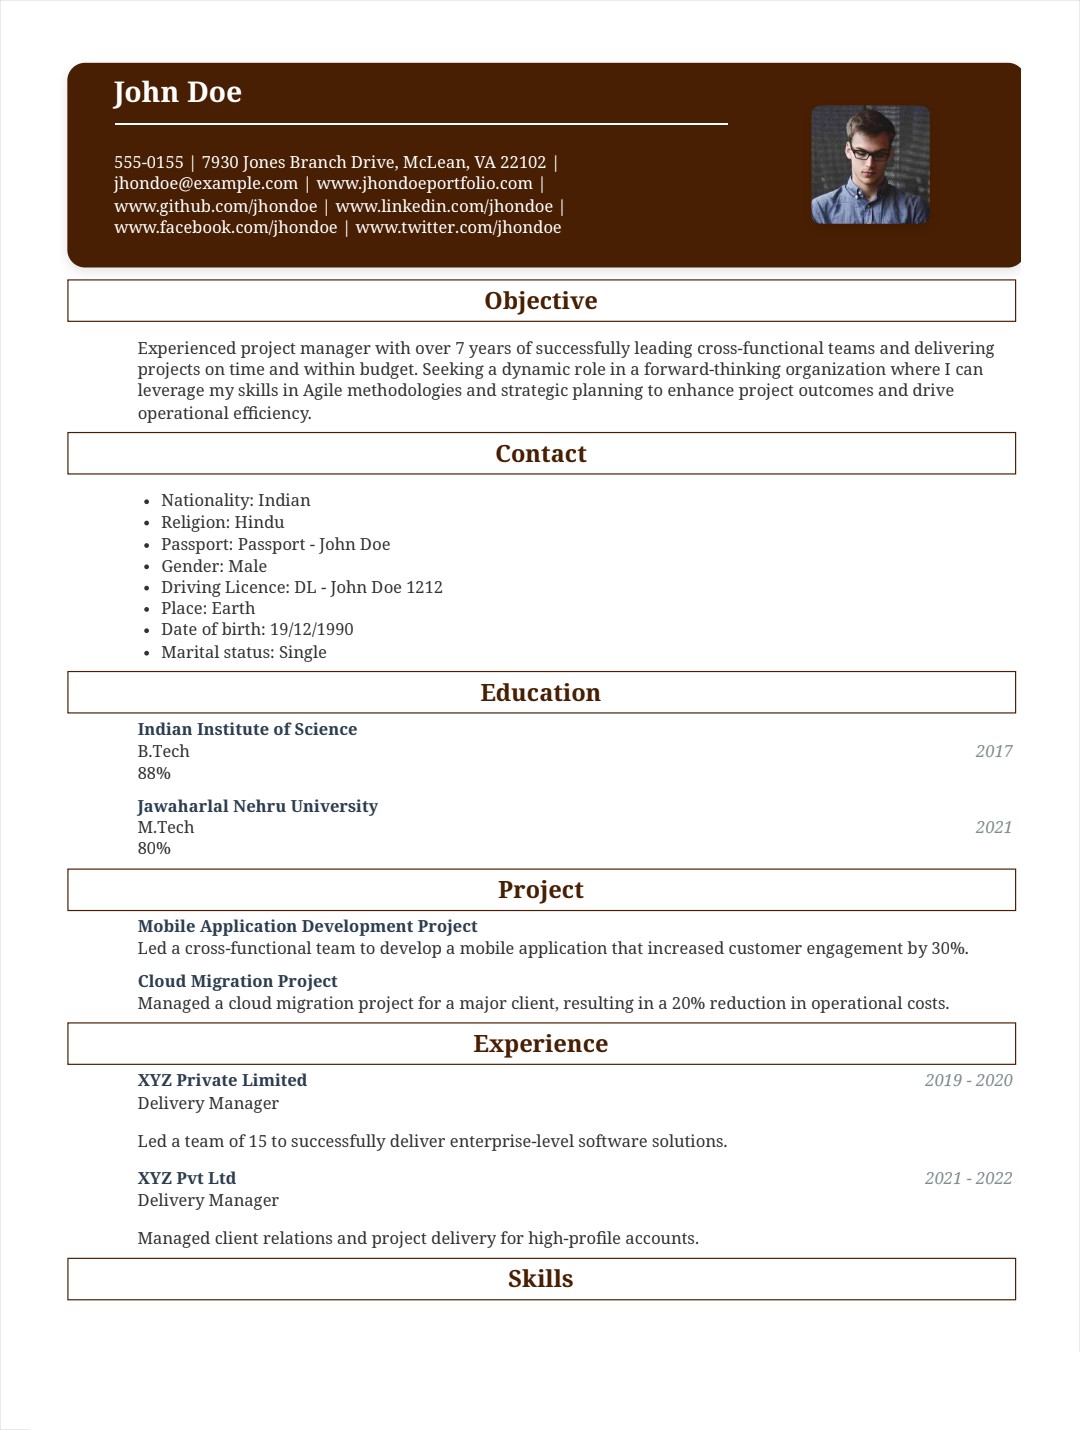 John Doe
555-0155 | 7930 Jones Branch Drive, McLean, VA 22102 |
jhondoe@example.com | www.jhondoeportfolio.com |
www.github.com/jhondoe | www.linkedin.com/jhondoe |
www.facebook.com/jhondoe | www.twitter.com/jhondoe
Objective
Experienced project manager with over 7 years of successfully leading cross-functional teams and delivering
projects on time and within budget. Seeking a dynamic role in a forward-thinking organization where I can
leverage my skills in Agile methodologies and strategic planning to enhance project outcomes and drive
operational efficiency.
Contact
• Nationality: Indian
• Religion: Hindu
• Passport: Passport - John Doe
• Gender: Male
• Driving Licence: DL - John Doe 1212
• Place: Earth
• Date of birth: 19/12/1990
• Marital status: Single
Education
Indian Institute of Science
B.Tech 2017
88%
Jawaharlal Nehru University
M.Tech 2021
80%
Project
Mobile Application Development Project
Led a cross-functional team to develop a mobile application that increased customer engagement by 30%.
Cloud Migration Project
Managed a cloud migration project for a major client, resulting in a 20% reduction in operational costs.
Experience
XYZ Private Limited 2019 - 2020
Delivery Manager
Led a team of 15 to successfully deliver enterprise-level software solutions.
XYZ Pvt Ltd 2021 - 2022
Delivery Manager
Managed client relations and project delivery for high-profile accounts.
Skills